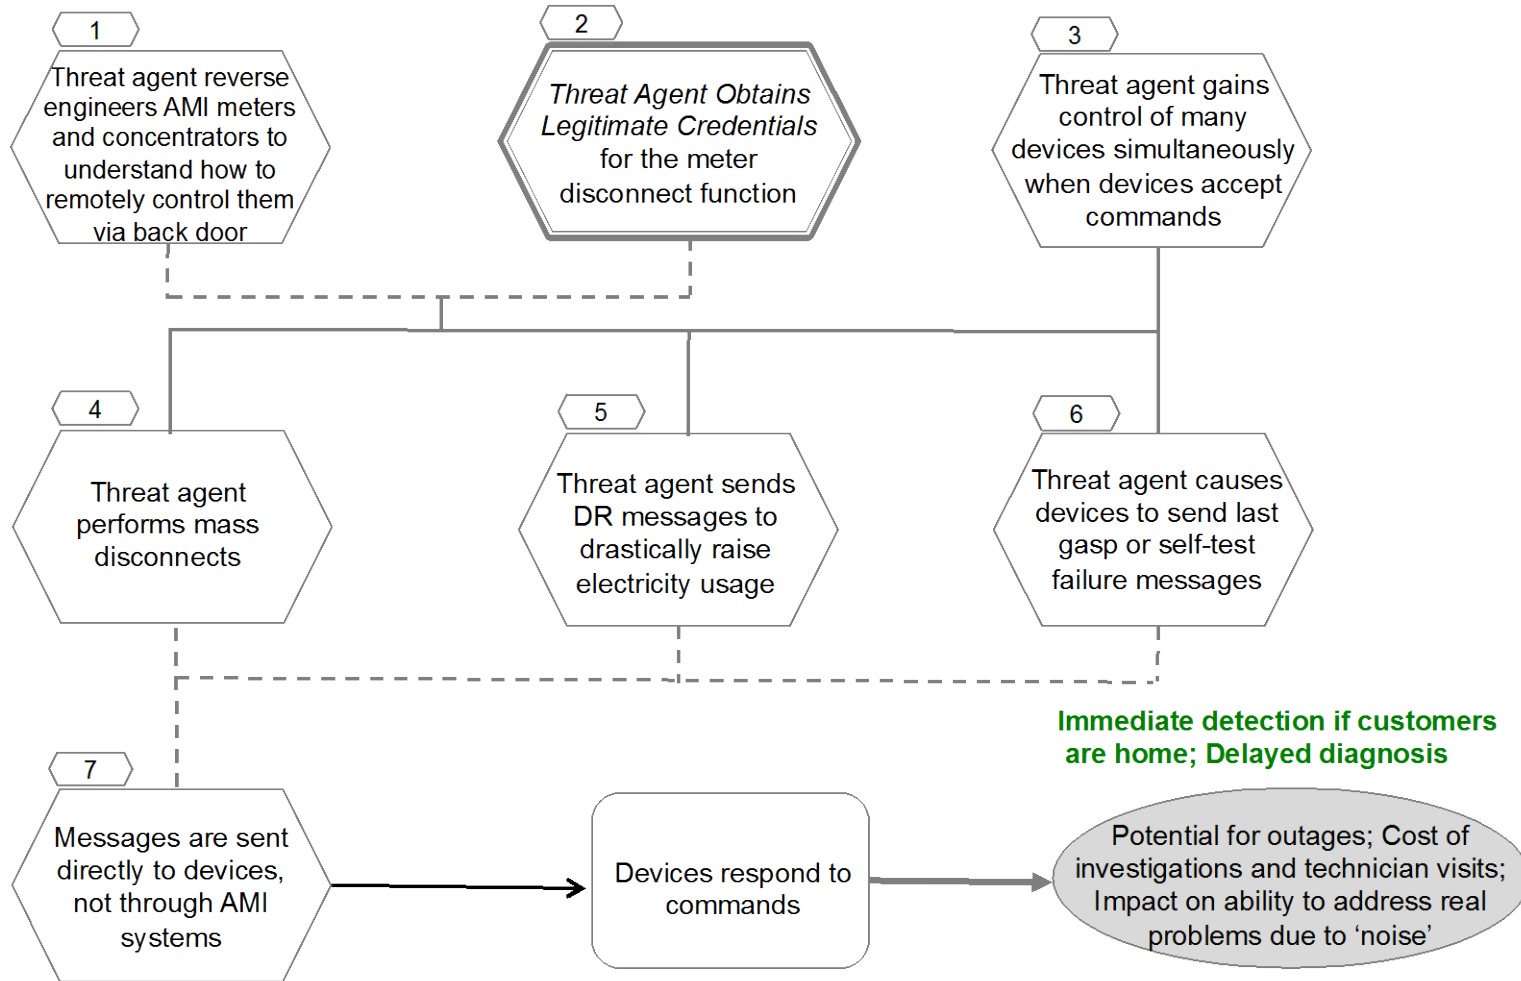 1
Threat agent reverse
engineers AMI meters
and concentrators to
understand how to
remotely control them
via back door
2
Threat Agent Obtains
Legitimate Credentials
for the meter
disconnect function
3
Threat agent gains
control of many
devices simultaneously
when devices accept
commands
4
Threat agent
performs mass
disconnects
5
Threat agent sends
DR messages to
drastically raise
electricity usage
6
Threat agent causes
devices to send last
gasp or self-test
failure messages
7
Messages are sent
directly to devices,
not through AMI
systems
Devices respond to
commands
Immediate detection if customers
are home; Delayed diagnosis
Potential for outages; Cost of
investigations and technician visits;
Impact on ability to address real
problems due to ‘noise’